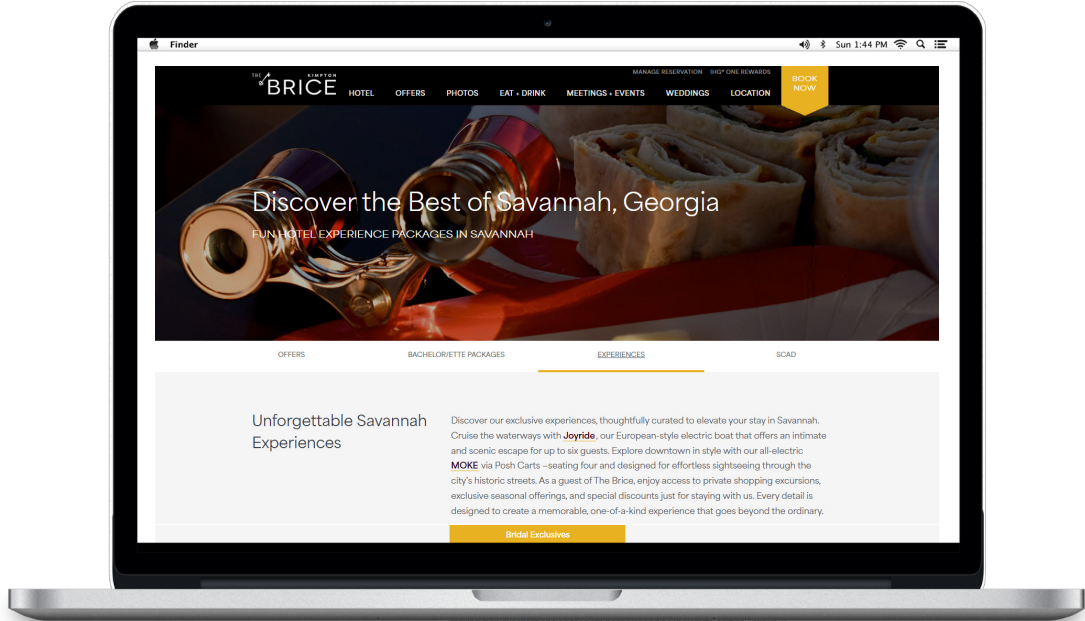 Finder
Sun 1:44 PM
THE
KIMPTON
BRICE
MANAGE RESERVATION IHG® ONE REWARDS
BOOK
NOW
HOTEL OFFERS PHOTOS EAT + DRINK MEETINGS + EVENTS WEDDINGS LOCATION
Discover the Best of Savannah, Georgia
FUN HOTEL EXPERIENCE PACKAGES IN SAVANNAH
OFFERS BACHELOR/ETTE PACKAGES EXPERIENCES SCAD
Unforgettable Savannah
Experiences
Discover our exclusive experiences, thoughtfully curated to elevate your stay in Savannah.
Cruise the waterways with Joyride, our European-style electric boat that offers an intimate
and scenic escape for up to six guests. Explore downtown in style with our all-electric
MOKE via Posh Carts –seating four and designed for effortless sightseeing through the
city's historic streets. As a guest of The Brice, enjoy access to private shopping excursions,
exclusive seasonal offerings, and special discounts just for staying with us. Every detail is
designed to create a memorable, one-of-a-kind experience that goes beyond the ordinary.
Bridal Exclusives